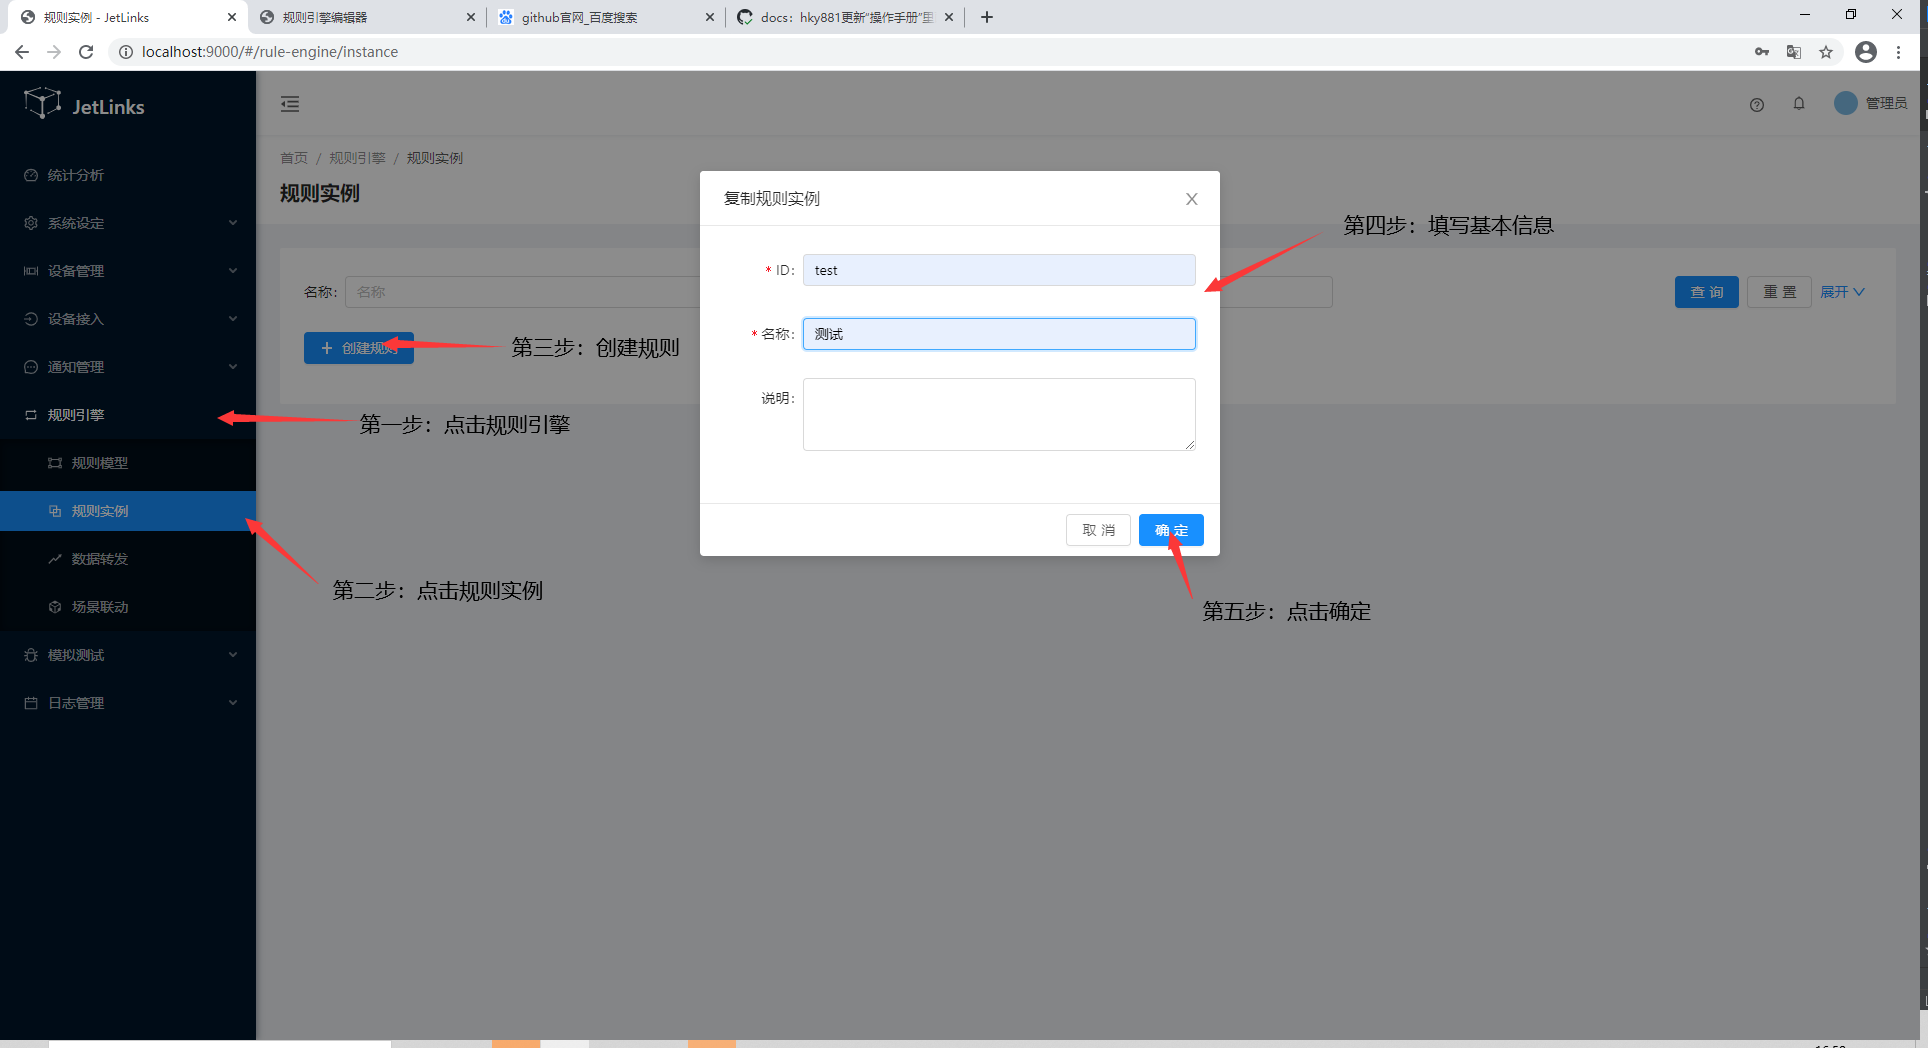 规则实例 - JetLinks
规则引擎编辑器
github官网_百度搜索
docs：hky881更新“操作手册”里
localhost:9000/#/rule-engine/instance
JetLinks
管理员
统计分析
系统设定
设备管理
设备接入
通知管理
规则引擎
规则模型
规则实例
数据转发
场景联动
模拟测试
日志管理
首页 / 规则引擎 / 规则实例
规则实例
名称: 名称
查 询
重 置
展开
+ 创建规则
复制规则实例
* ID: test
* 名称: 测试
说明:
取 消
确 定
第一步：点击规则引擎
第二步：点击规则实例
第三步：创建规则
第四步：填写基本信息
第五步：点击确定